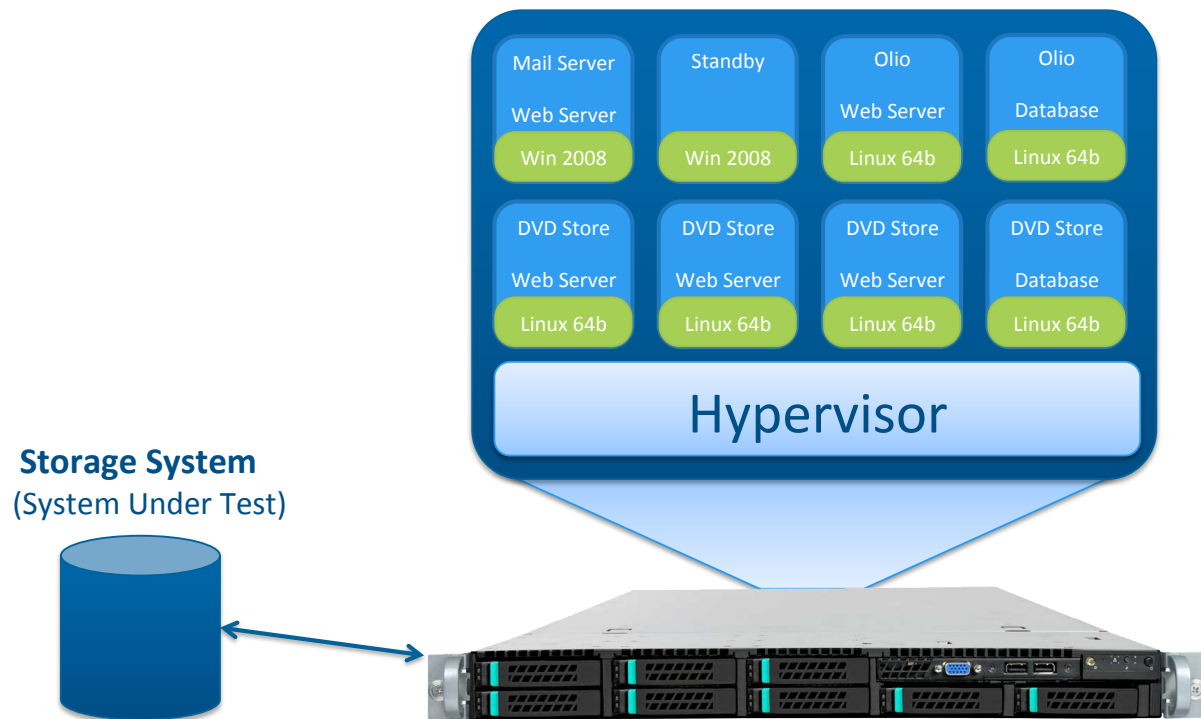 Mail Server
Web Server
Win 2008
Standby
Win 2008
Olio
Web Server
Linux 64b
Olio
Database
Linux 64b
DVD Store
Web Server
Linux 64b
DVD Store
Web Server
Linux 64b
DVD Store
Web Server
Linux 64b
DVD Store
Database
Linux 64b
Hypervisor
Storage System
(System Under Test)